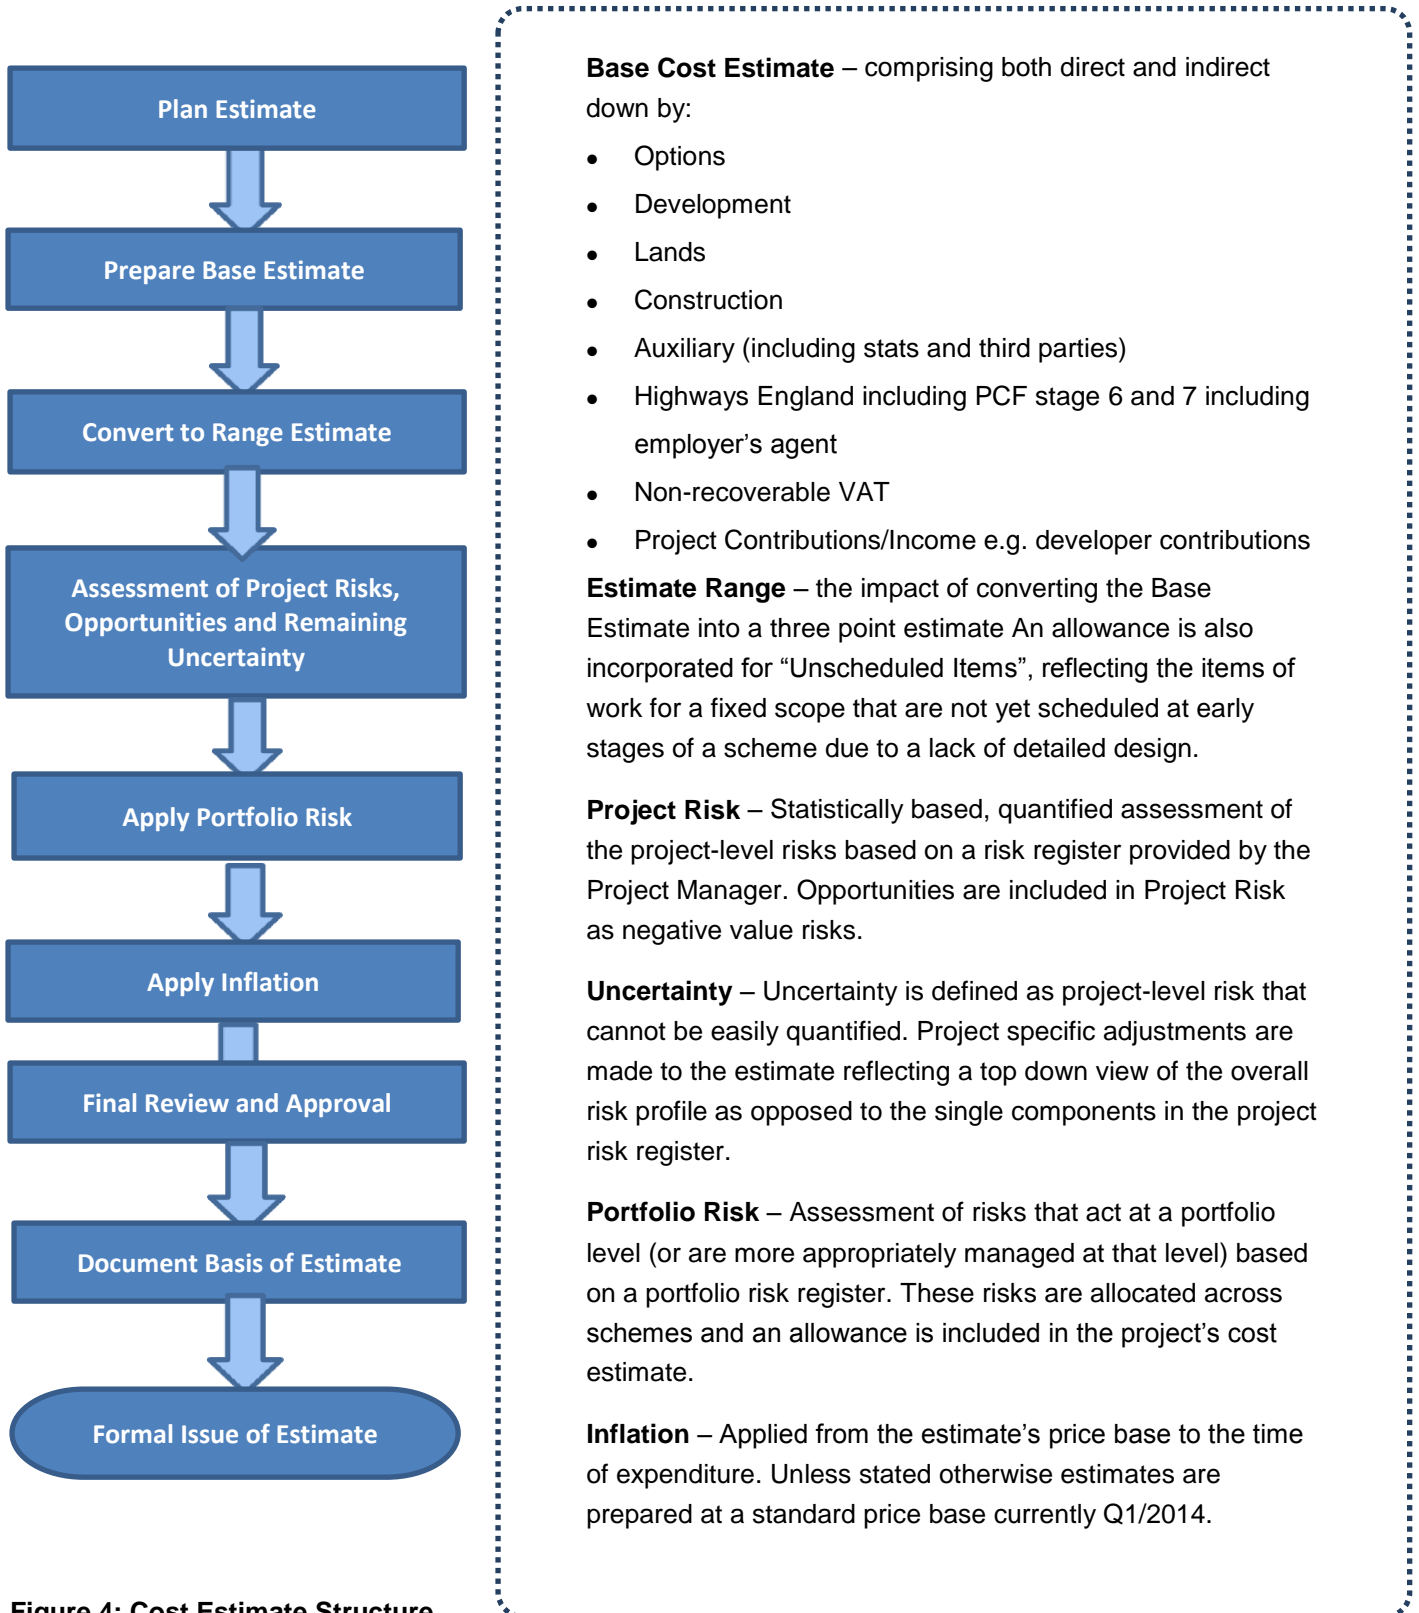 Plan Estimate
Prepare Base Estimate
Convert to Range Estimate
Assessment of Project Risks,
Opportunities and Remaining
Uncertainty
Apply Portfolio Risk
Apply Inflation
Final Review and Approval
Document Basis of Estimate
Formal Issue of Estimate
Figure 4: Cost Estimate Structure
Base Cost Estimate – comprising both direct and indirect
down by:
• Options
• Development
• Lands
• Construction
• Auxiliary (including stats and third parties)
• Highways England including PCF stage 6 and 7 including
employer’s agent
• Non-recoverable VAT
• Project Contributions/Income e.g. developer contributions
Estimate Range – the impact of converting the Base
Estimate into a three point estimate An allowance is also
incorporated for “Unscheduled Items”, reflecting the items of
work for a fixed scope that are not yet scheduled at early
stages of a scheme due to a lack of detailed design.
Project Risk – Statistically based, quantified assessment of
the project-level risks based on a risk register provided by the
Project Manager. Opportunities are included in Project Risk
as negative value risks.
Uncertainty – Uncertainty is defined as project-level risk that
cannot be easily quantified. Project specific adjustments are
made to the estimate reflecting a top down view of the overall
risk profile as opposed to the single components in the project
risk register.
Portfolio Risk – Assessment of risks that act at a portfolio
level (or are more appropriately managed at that level) based
on a portfolio risk register. These risks are allocated across
schemes and an allowance is included in the project’s cost
estimate.
Inflation – Applied from the estimate’s price base to the time
of expenditure. Unless stated otherwise estimates are
prepared at a standard price base currently Q1/2014.